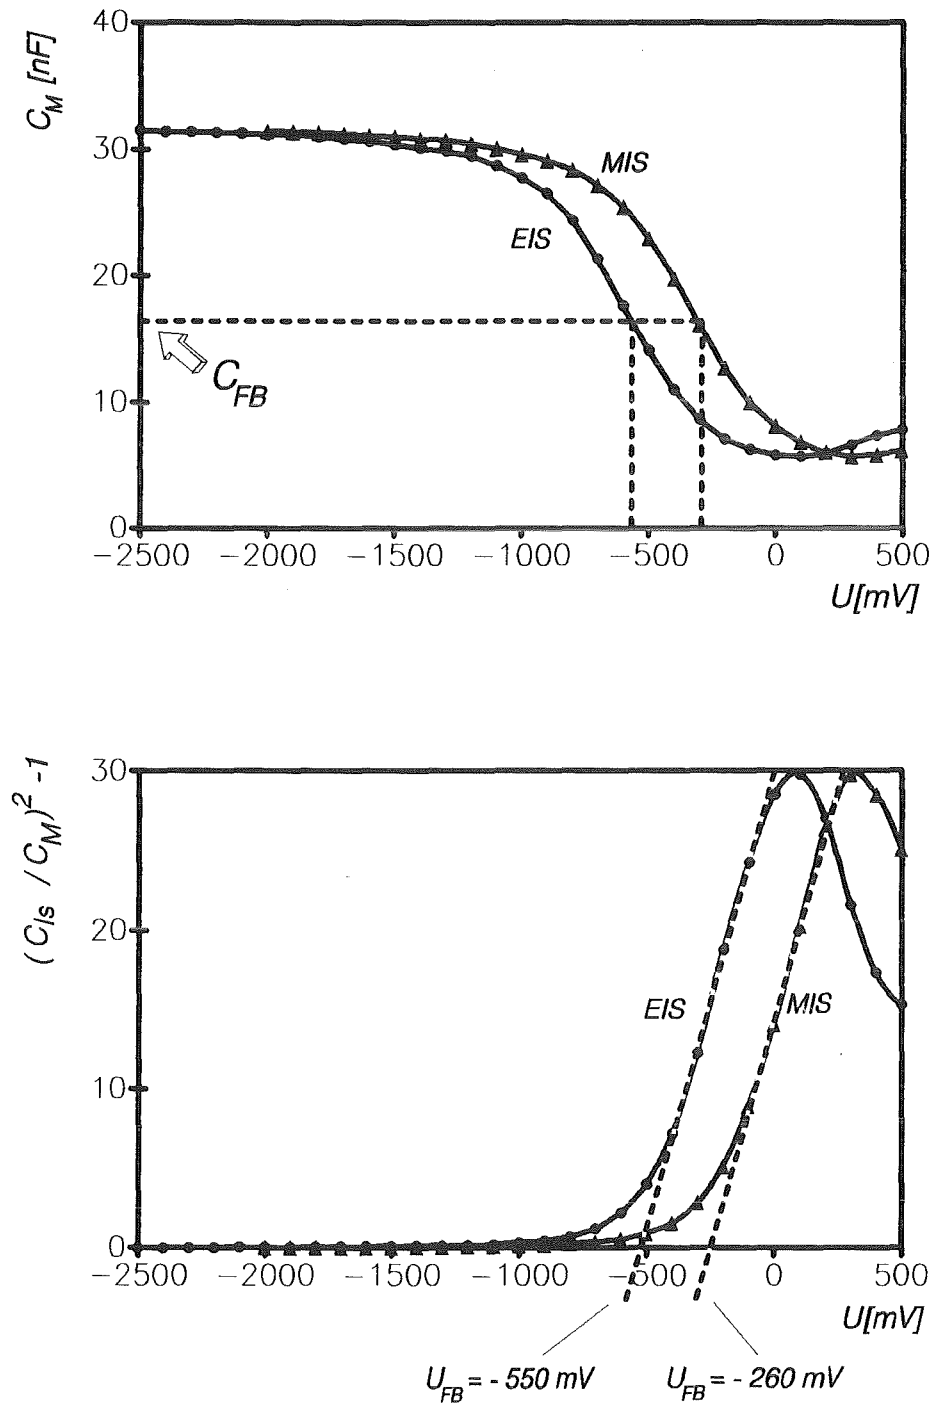 40
C_M [nF]
30
MIS
EIS
20
C_FB
10
0
−2500 −2000 −1500 −1000 −500 0 500
U[mV]
30
(C_Is / C_M)² -1
20
EIS
MIS
10
0
−2500 −2000 −1500 −1000 −500 0 500
U[mV]
U_FB = - 550 mV
U_FB = - 260 mV